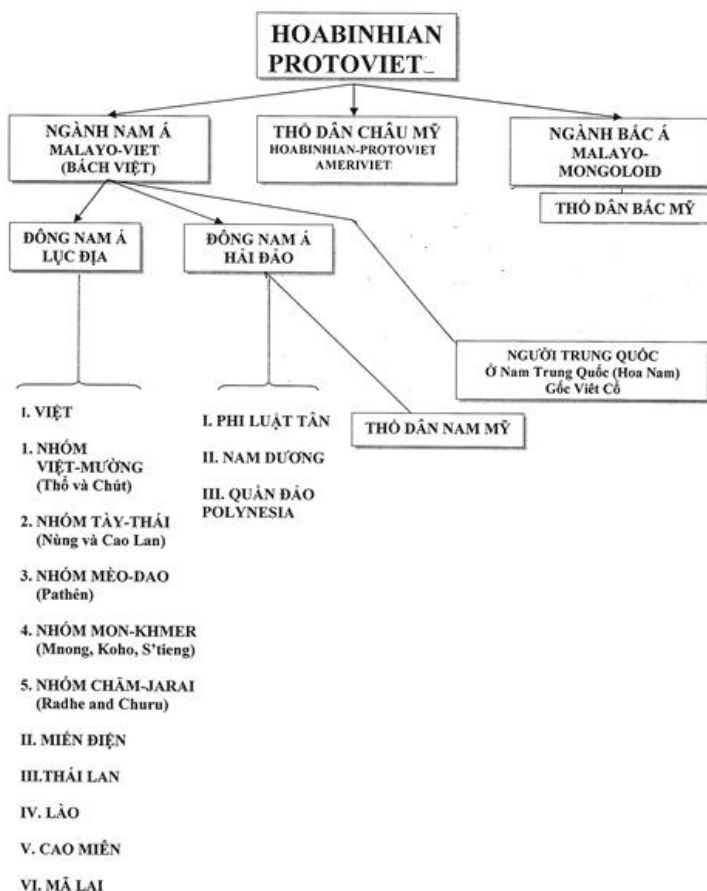 HOABINHIAN
PROTOVIET
NGÀNH NAM Á
MALAYO-VIET
(BÁCH VIỆT)
THỔ DÂN CHÂU MỸ
HOABINHIAN-PROTOVIET
AMERIVIET
NGÀNH BẮC Á
MALAYO-
MONGOLOID
THỔ DÂN BẮC MỸ
ĐÔNG NAM Á
LỤC ĐỊA
ĐÔNG NAM Á
HẢI ĐẢO
NGƯỜI TRUNG QUỐC
Ở Nam Trung Quốc (Hoa Nam)
Gốc Việt Cổ
THỔ DÂN NAM MỸ
I. VIỆT
1. NHÓM
VIỆT-MƯỜNG
(Thổ và Chút)
2. NHÓM TÀY-THÁI
(Nùng và Cao Lan)
3. NHÓM MÈO-DAO
(Pathẻn)
4. NHÓM MON-KHMER
(Mnong, Koho, S'tieng)
5. NHÓM CHĂM-JARAI
(Radhe and Churu)
II. MIẾN ĐIỆN
III.THÁI LAN
IV. LÀO
V. CAO MIÊN
VI. MÃ LAI
I. PHI LUẬT TÂN
II. NAM DƯƠNG
III. QUẦN ĐẢO
POLYNESIA